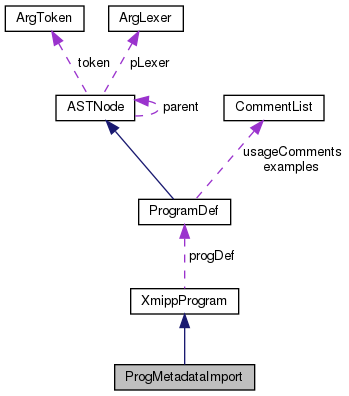 ArgToken
ArgLexer
token
pLexer
ASTNode
parent
CommentList
usageComments
examples
ProgramDef
progDef
XmippProgram
ProgMetadataImport